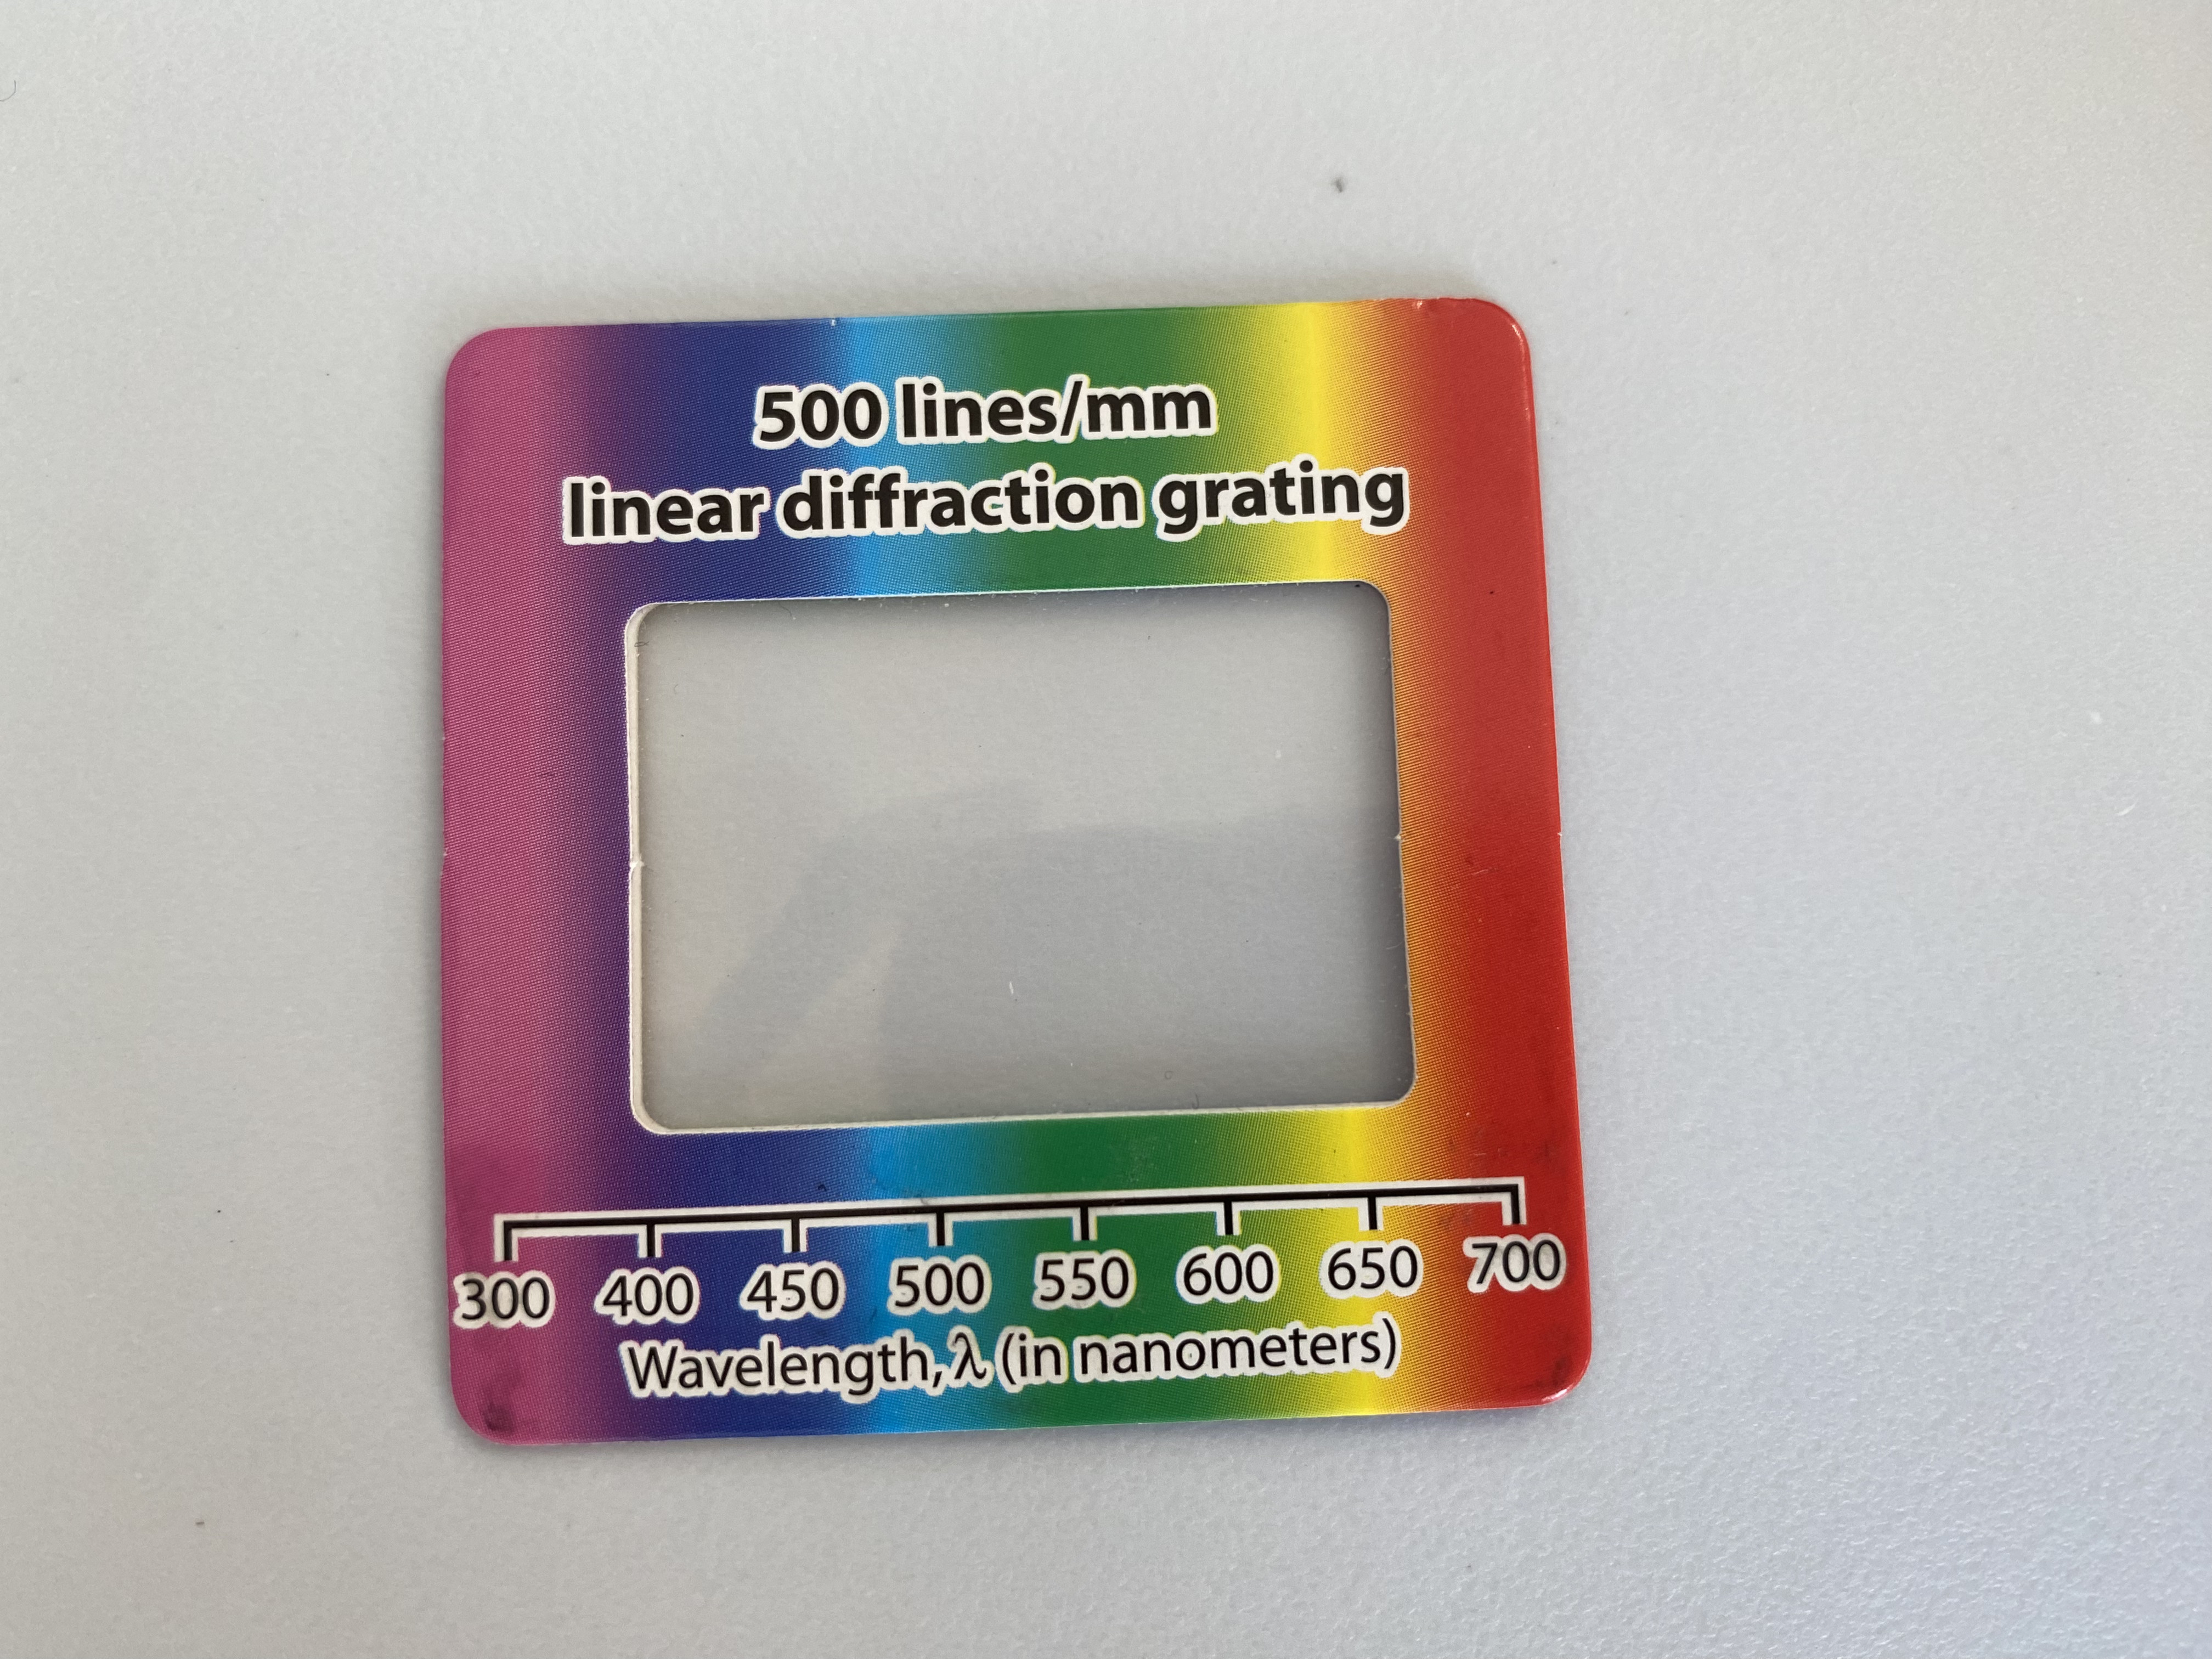 500 lines/mm
linear diffraction grating
300 400 450 500 550 600 650 700
Wavelength, λ (in nanometers)